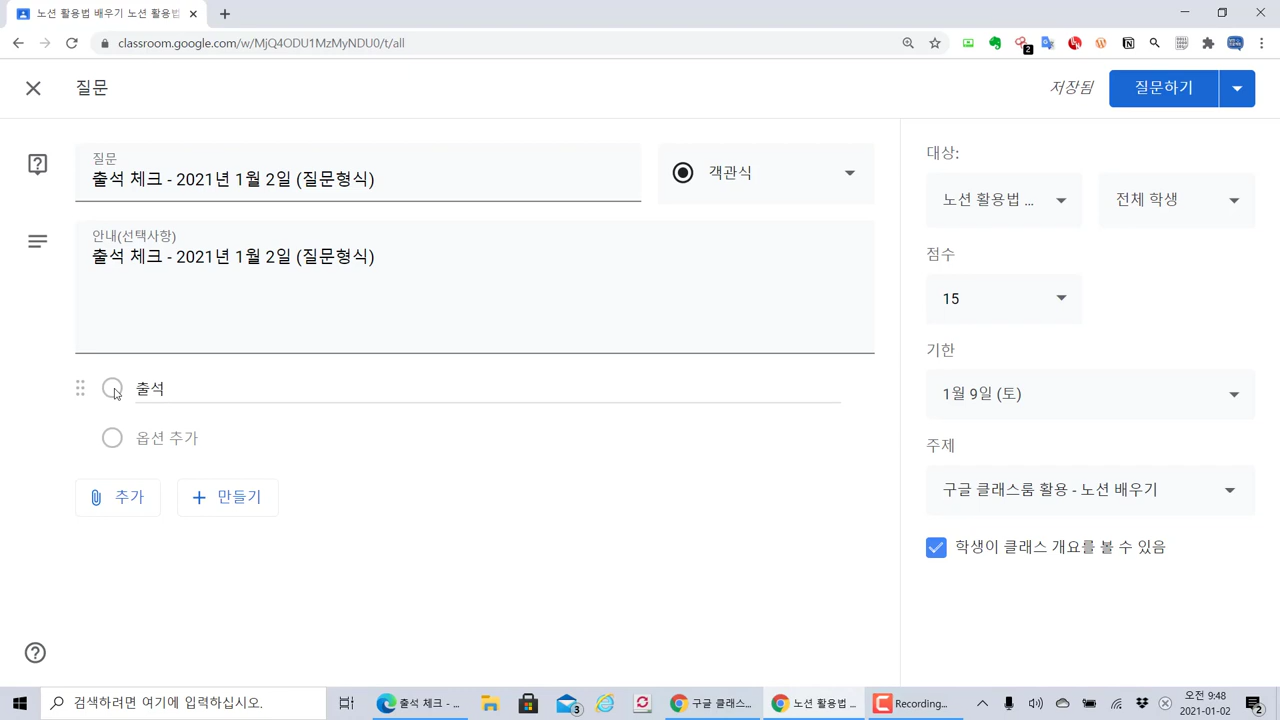 노션 활용법 배우기 노션 활용법
classroom.google.com/w/MjQ4ODU1MzMyNDU0/t/all
2
질문
저장됨
질문하기
질문
출석 체크 - 2021년 1월 2일 (질문형식)
객관식
안내(선택사항)
출석 체크 - 2021년 1월 2일 (질문형식)
출석
옵션 추가
추가
만들기
대상:
노션 활용법 ...
전체 학생
점수
15
기한
1월 9일 (토)
주제
구글 클래스룸 활용 - 노션 배우기
학생이 클래스 개요를 볼 수 있음
검색하려면 여기에 입력하십시오.
출석 체크 - ...
3
구글 클래스...
노션 활용법 ...
Recording...
오전 9:48
2021-01-02
2